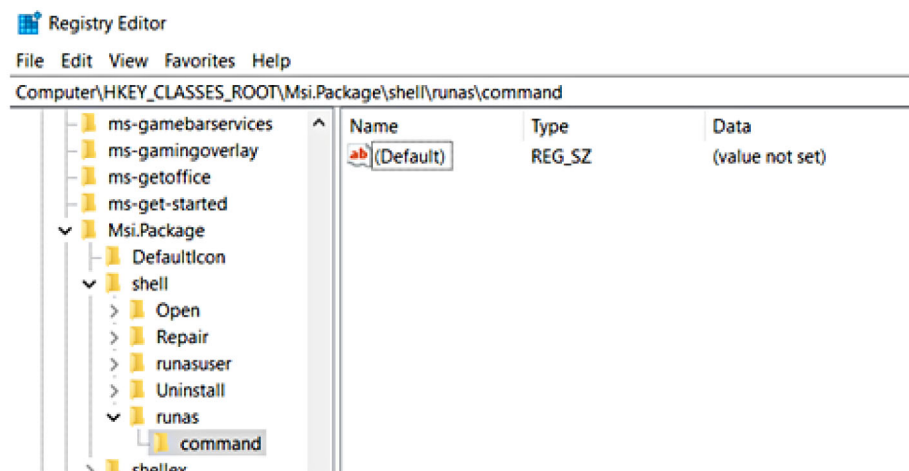 Registry Editor
File Edit View Favorites Help
Computer\HKEY_CLASSES_ROOT\Msi.Package\shell\runas\command
ms-gamebarservices
ms-gamingoverlay
ms-getoffice
ms-get-started
Msi.Package
DefaultIcon
shell
Open
Repair
runasuser
Uninstall
runas
command
shellex
Name Type Data
ab (Default) REG_SZ (value not set)